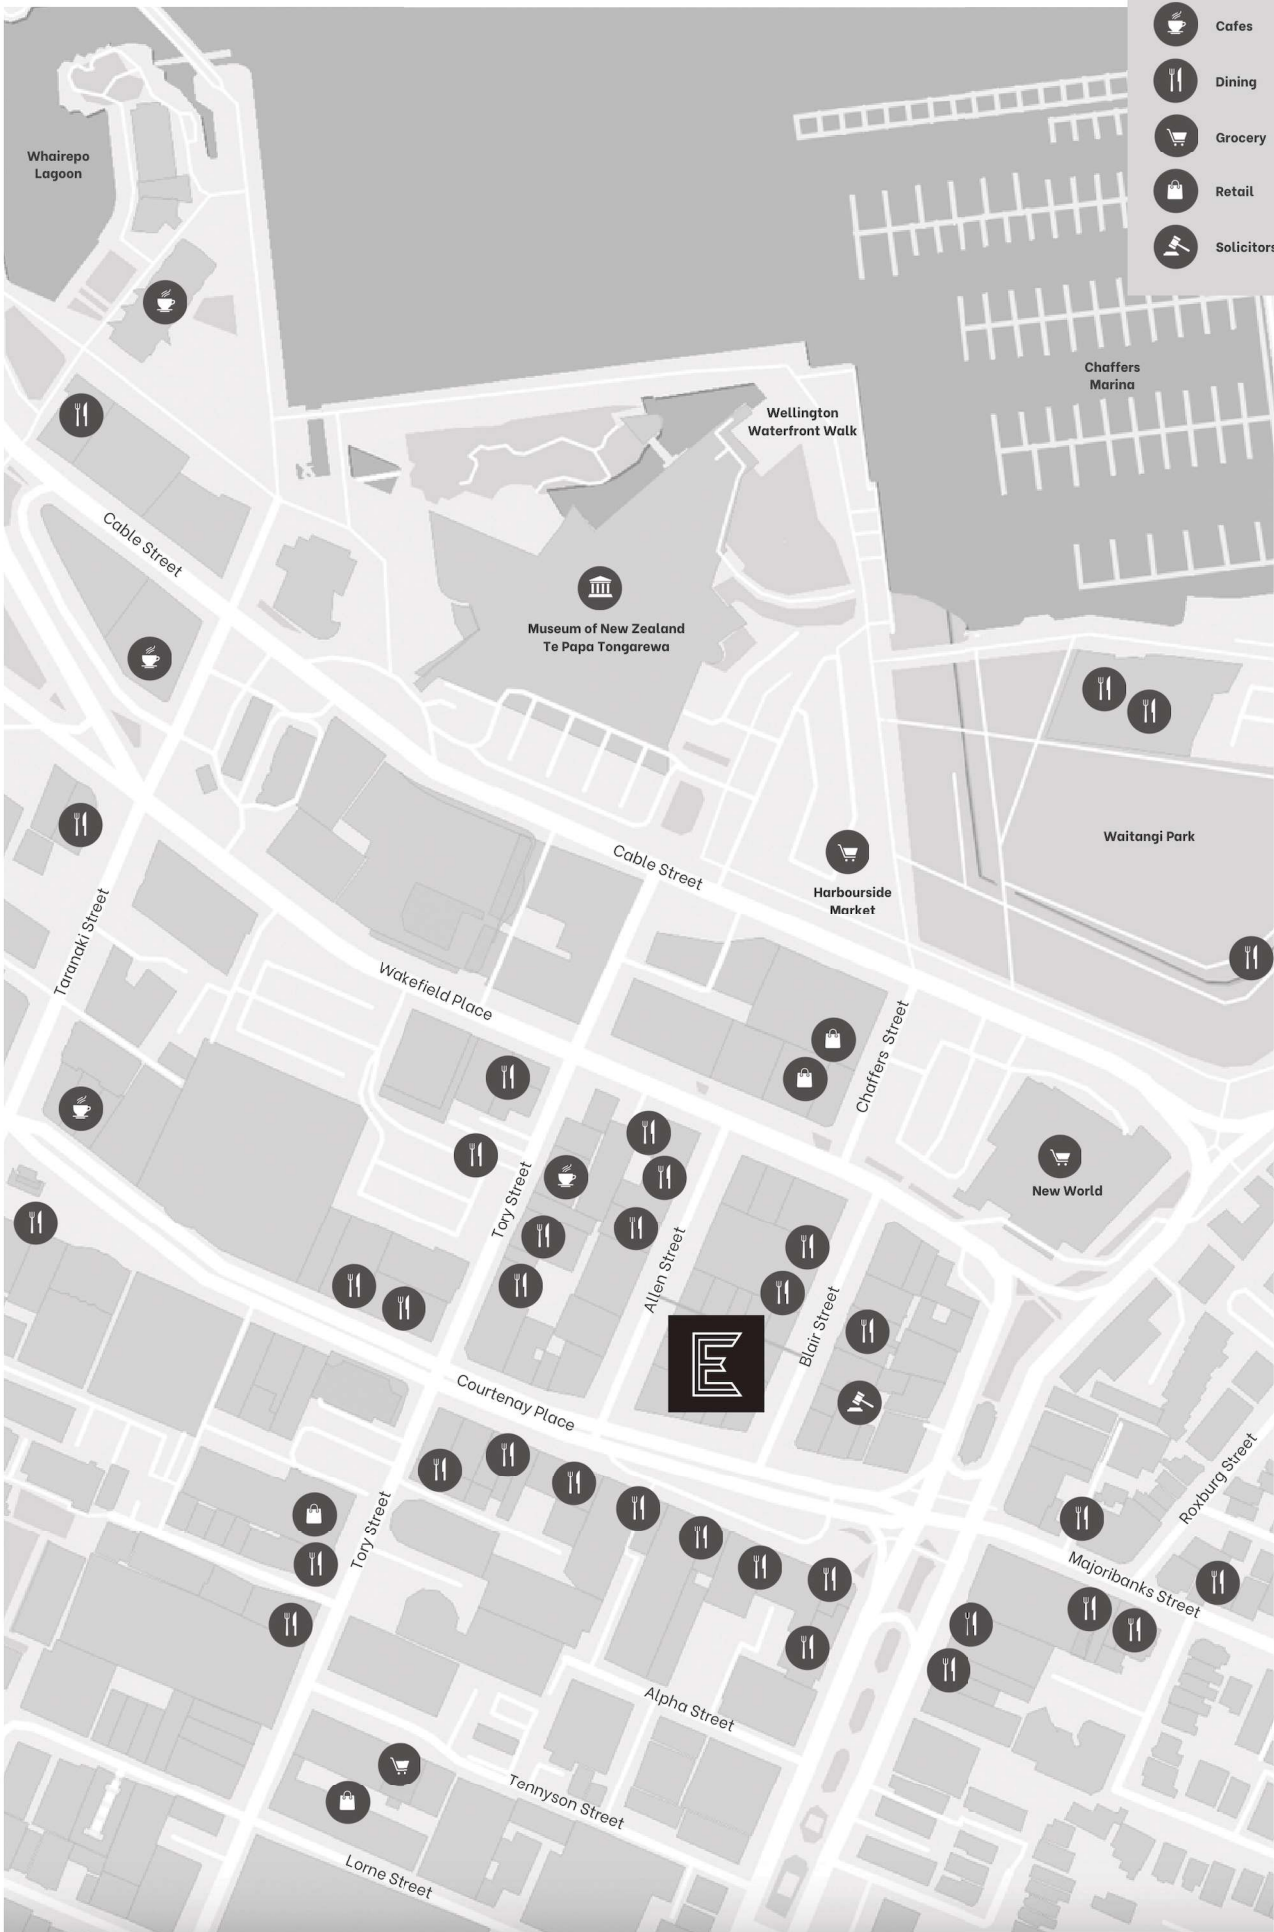 Cafes
Dining
Grocery
Retail
Solicitors
Whairepo
Lagoon
Chaffers
Marina
Wellington
Waterfront Walk
Cable Street
Museum of New Zealand
Te Papa Tongarewa
Waitangi Park
Cable Street
Harbourside
Market
Taranaki Street
Wakefield Place
Chaffers Street
New World
Tory Street
Allen Street
Blair Street
E
Courtenay Place
Roxburg Street
Tory Street
Majoribanks Street
Alpha Street
Tennyson Street
Lorne Street